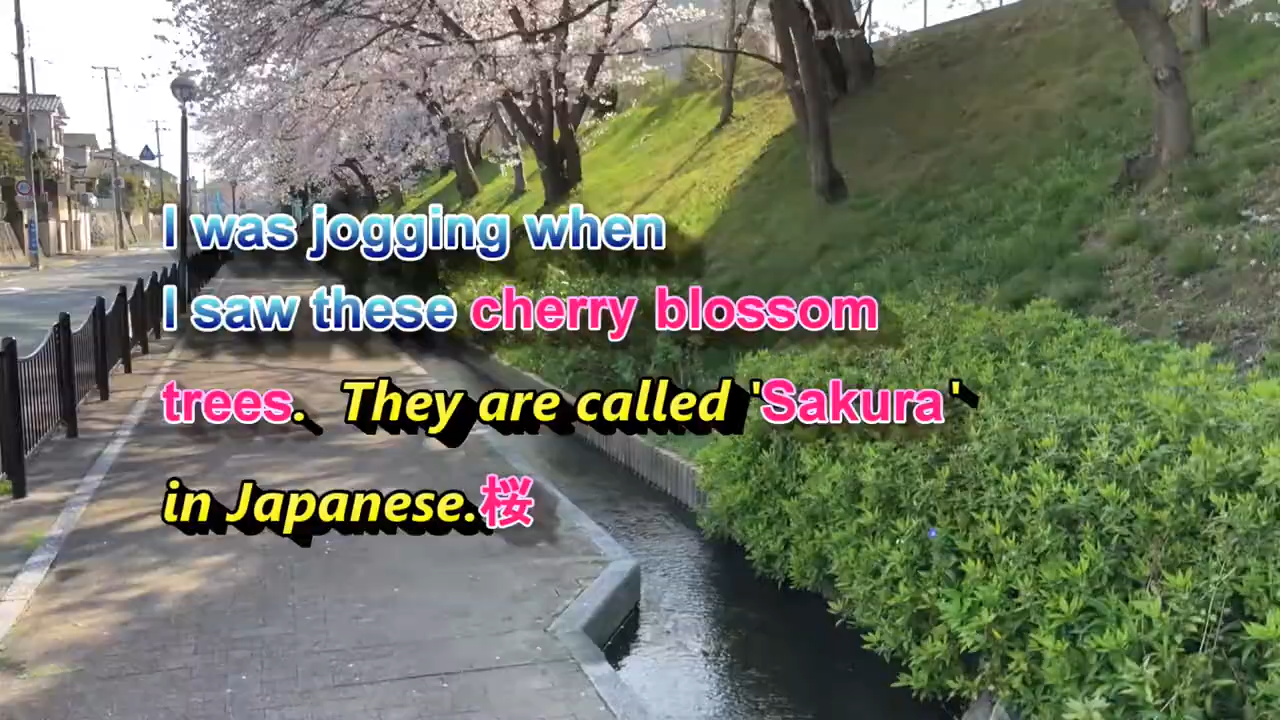 I was jogging when
I saw these cherry blossom
trees. They are called 'Sakura'
in Japanese.桜